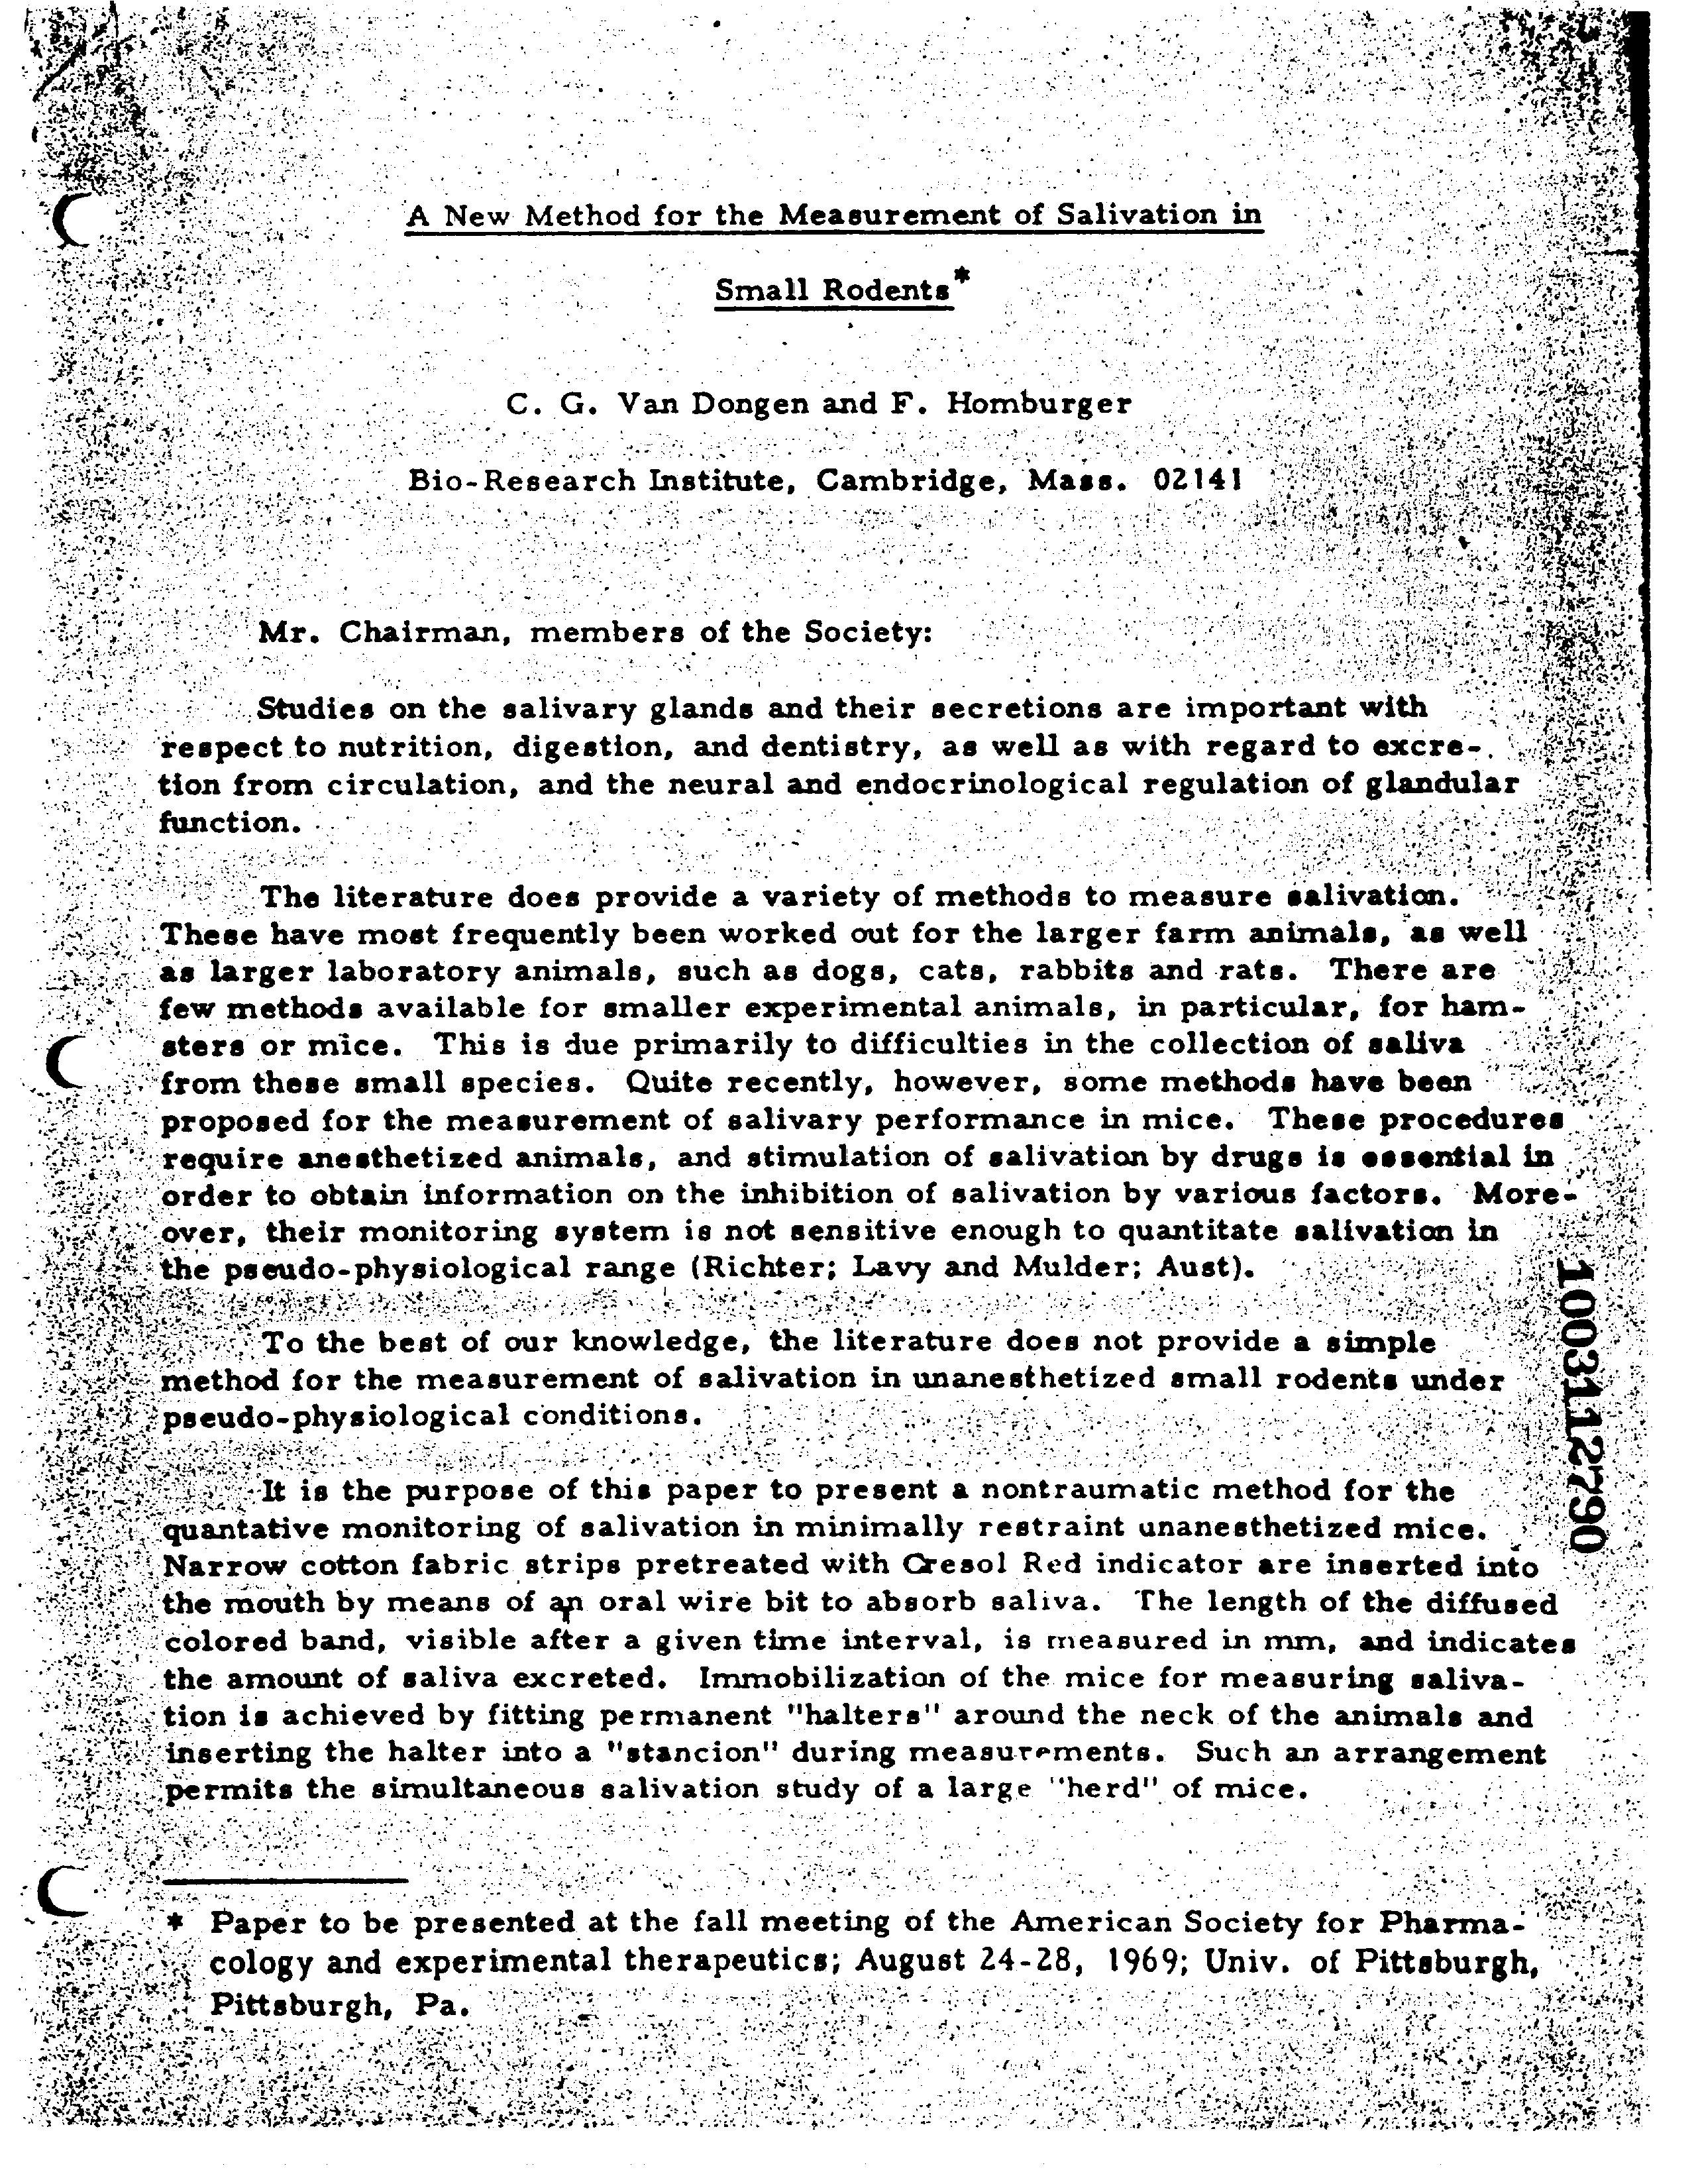 A New Method for the Measurement of Salivation in
Small Rodents*
C. G. Van Dongen and F. Homburger
Bio-Research Institute, Cambridge, Mass. 02141
Mr. Chairman, members of the Society:
Studies on the salivary glands and their secretions are important with
respect to nutrition, digestion, and dentistry, as well as with regard to excre-
tion from circulation, and the neural and endocrinological regulation of glandular
function.
The literature does provide a variety of methods to measure salivation.
These have most frequently been worked out for the larger farm animals, as well
as larger laboratory animals, such as dogs, cats, rabbits and rats. There are
few methods available for smaller experimental animals, in particular, for ham-
sters or mice. This is due primarily to difficulties in the collection of saliva
from these small species. Quite recently, however, some methods have been
proposed for the measurement of salivary performance in mice. These procedures
require anesthetized animals, and stimulation of salivation by drugs is essential in
order to obtain information on the inhibition of salivation by various factors. More-
over, their monitoring system is not sensitive enough to quantitate salivation in
the pseudo-physiological range (Richter; Lavy and Mulder; Aust).
To the best of our knowledge, the literature does not provide a simple
method for the measurement of salivation in unanesthetized small rodents under
pseudo-physiological conditions.
It is the purpose of this paper to present a nontraumatic method for the
quantative monitoring of salivation in minimally restraint unanesthetized mice.
Narrow cotton fabric strips pretreated with Cresol Red indicator are inserted into
the mouth by means of an oral wire bit to absorb saliva. The length of the diffused
colored band, visible after a given time interval, is measured in mm, and indicates
the amount of saliva excreted. Immobilization of the mice for measuring saliva-
tion is achieved by fitting permanent "halters" around the neck of the animals and
inserting the halter into a "stancion" during measurements. Such an arrangement
permits the simultaneous salivation study of a large "herd" of mice.
* Paper to be presented at the fall meeting of the American Society for Pharma-
cology and experimental therapeutics; August 24-28, 1969; Univ. of Pittsburgh,
Pittsburgh, Pa.
1003112790